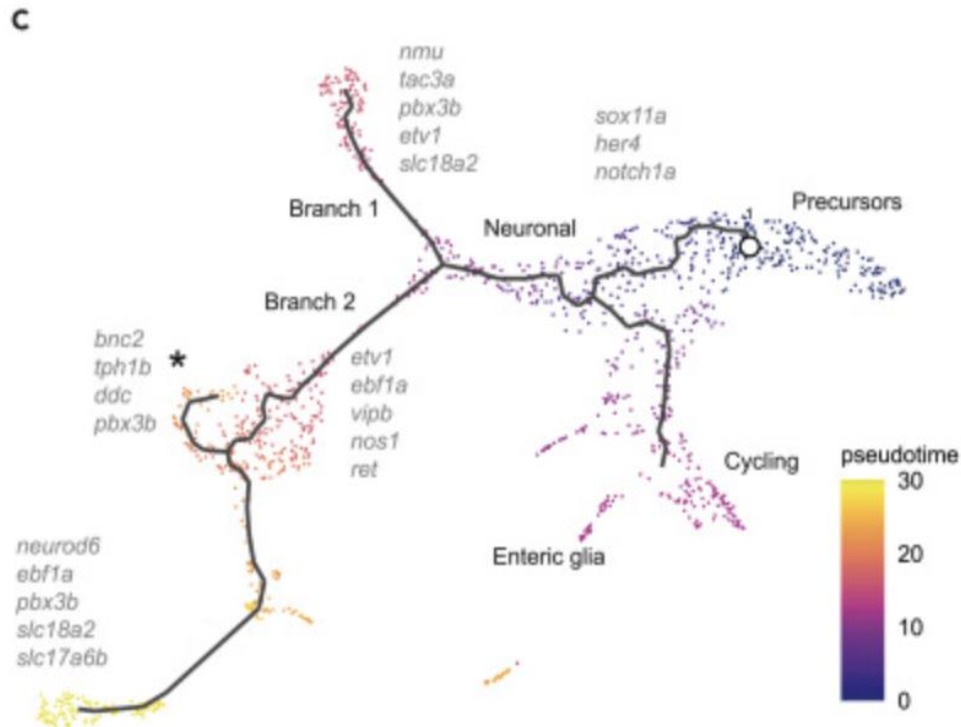 C
nmu
tac3a
pbx3b
etv1
slc18a2
sox11a
her4
notch1a
Precursors
1
Branch 1
Neuronal
Branch 2
bnc2
tph1b
ddc
pbx3b
*
etv1
ebf1a
vipb
nos1
ret
Cycling
Enteric glia
neurod6
ebf1a
pbx3b
slc18a2
slc17a6b
pseudotime
30
20
10
0